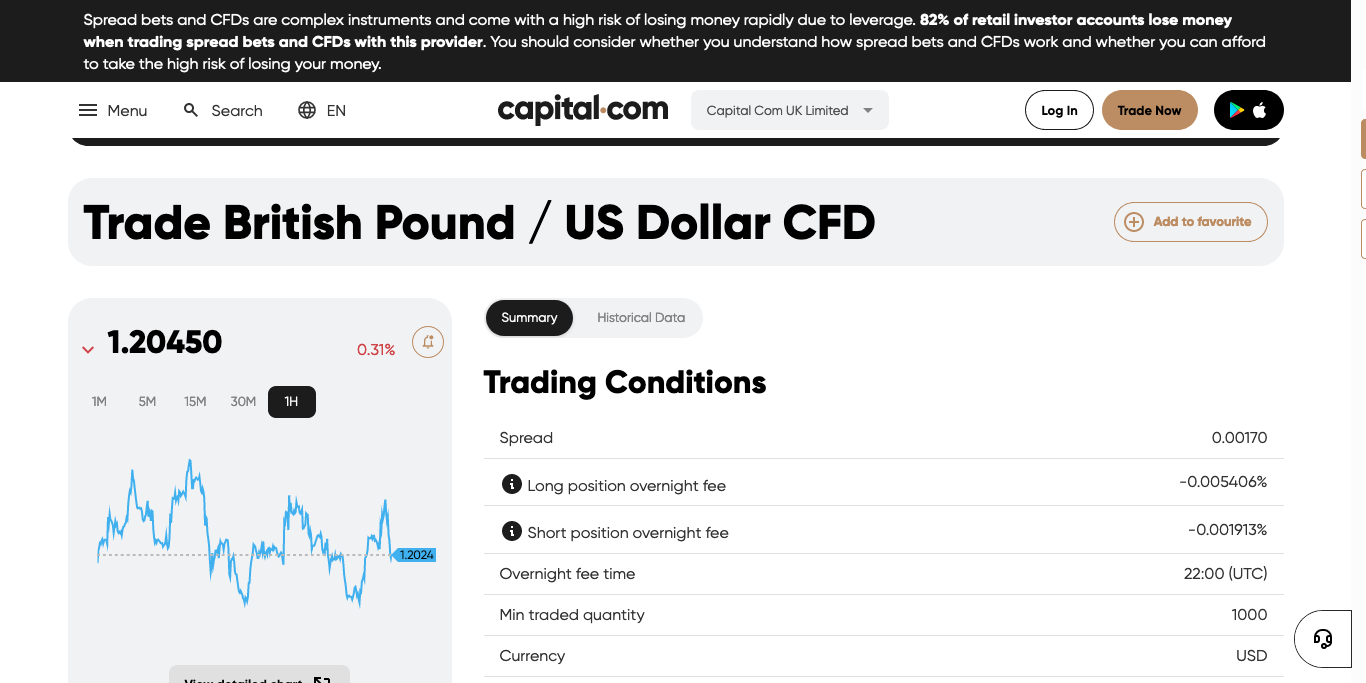 Spread bets and CFDs are complex instruments and come with a high risk of losing money rapidly due to leverage. 82% of retail investor accounts lose money
when trading spread bets and CFDs with this provider. You should consider whether you understand how spread bets and CFDs work and whether you can afford
to take the high risk of losing your money.
Menu Search EN capital.com Capital Com UK Limited Log In Trade Now
Trade British Pound / US Dollar CFD Add to favourite
1.20450 0.31%
1M 5M 15M 30M 1H
1.2024
View detailed chart
Summary Historical Data
Trading Conditions
Spread 0.00170
Long position overnight fee -0.005406%
Short position overnight fee -0.001913%
Overnight fee time 22:00 (UTC)
Min traded quantity 1000
Currency USD